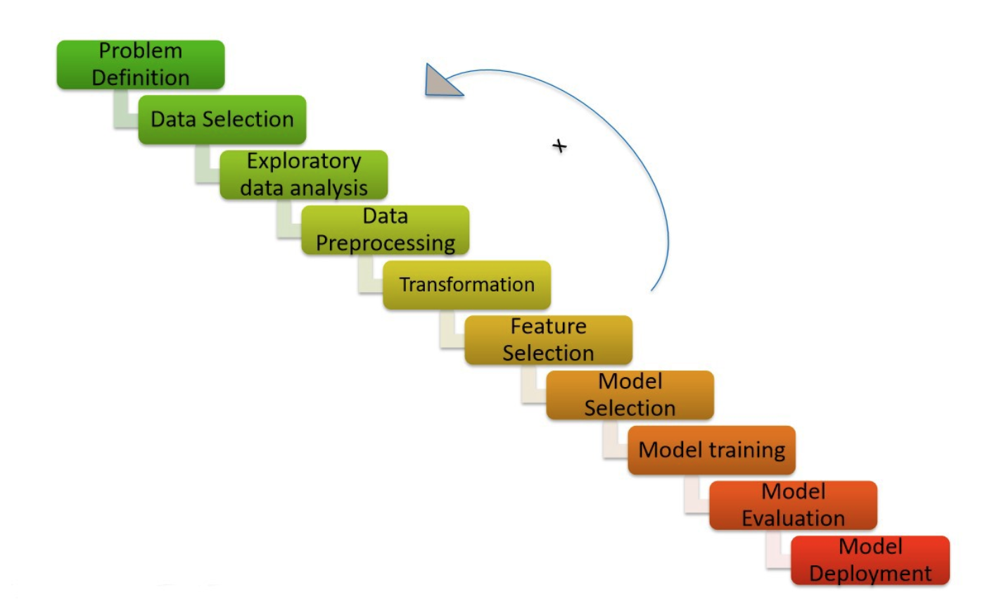 Problem
Definition
Data Selection
Exploratory
data analysis
Data
Preprocessing
Transformation
Feature
Selection
Model
Selection
Model training
Model
Evaluation
Model
Deployment